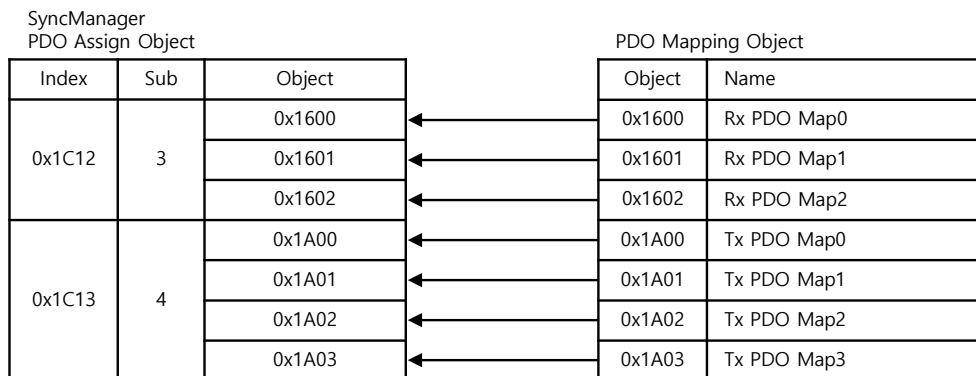 SyncManager
PDO Assign Object
PDO Mapping Object
Index Sub Object
Object Name
0x1C12 3
0x1600
0x1601
0x1602
0x1C13 4
0x1A00
0x1A01
0x1A02
0x1A03
0x1600 Rx PDO Map0
0x1601 Rx PDO Map1
0x1602 Rx PDO Map2
0x1A00 Tx PDO Map0
0x1A01 Tx PDO Map1
0x1A02 Tx PDO Map2
0x1A03 Tx PDO Map3